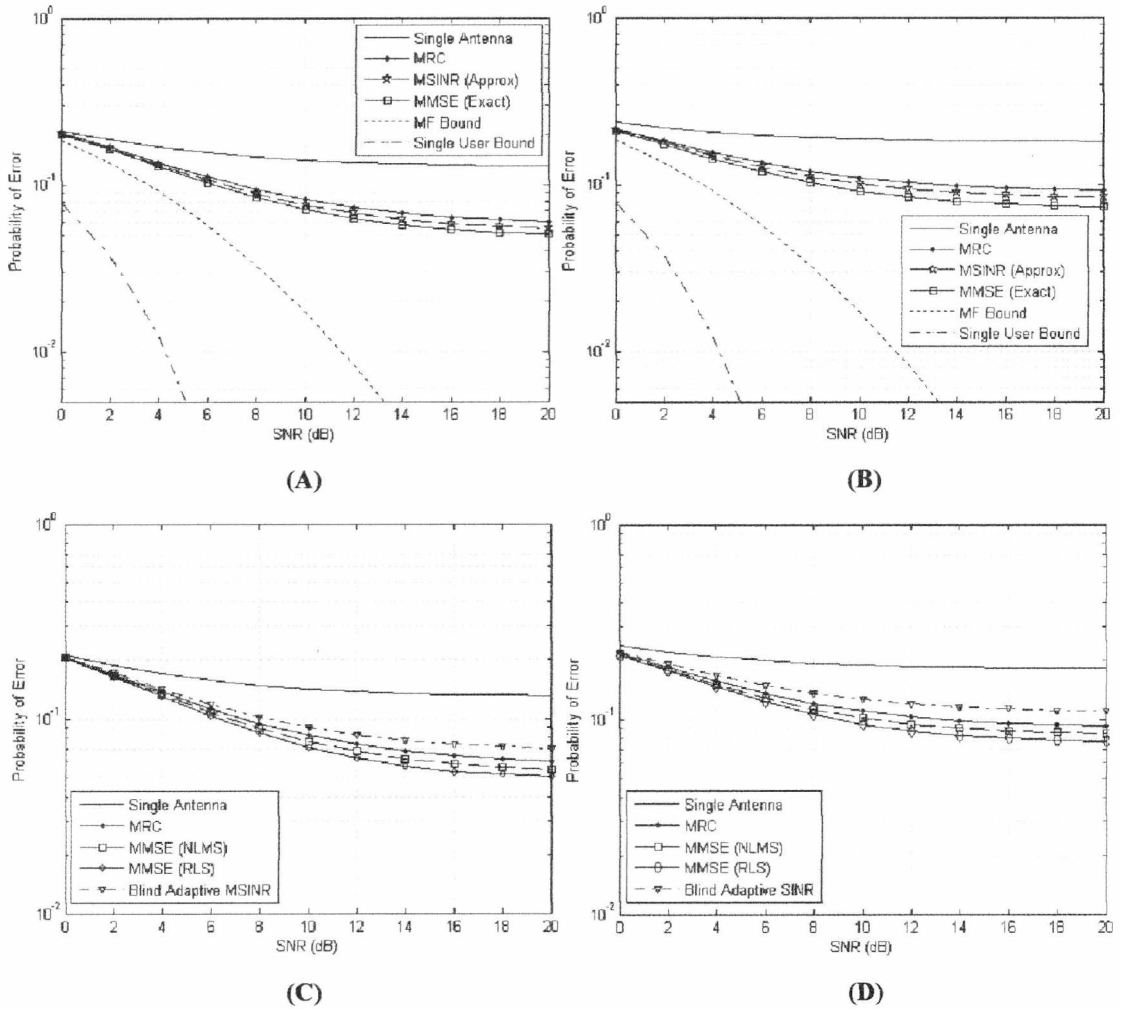 10^0
10^-1
10^-2
Probability of Error
Single Antenna
MRC
MSINR (Approx)
MMSE (Exact)
MF Bound
Single User Bound
0 2 4 6 8 10 12 14 16 18 20
SNR (dB)
(A)
10^0
10^-1
10^-2
Probability of Error
Single Antenna
MRC
MSINR (Approx)
MMSE (Exact)
MF Bound
Single User Bound
0 2 4 6 8 10 12 14 16 18 20
SNR (dB)
(B)
10^0
10^-1
10^-2
Probability of Error
Single Antenna
MRC
MMSE (NLMS)
MMSE (RLS)
Blind Adaptive MSINR
0 2 4 6 8 10 12 14 16 18 20
SNR (dB)
(C)
10^0
10^-1
10^-2
Probability of Error
Single Antenna
MRC
MMSE (NLMS)
MMSE (RLS)
Blind Adaptive SINR
0 2 4 6 8 10 12 14 16 18 20
SNR (dB)
(D)